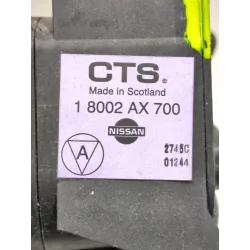 CTS®
Made in Scotland
1 8002 AX 700
NISSAN
A
2745C
01244